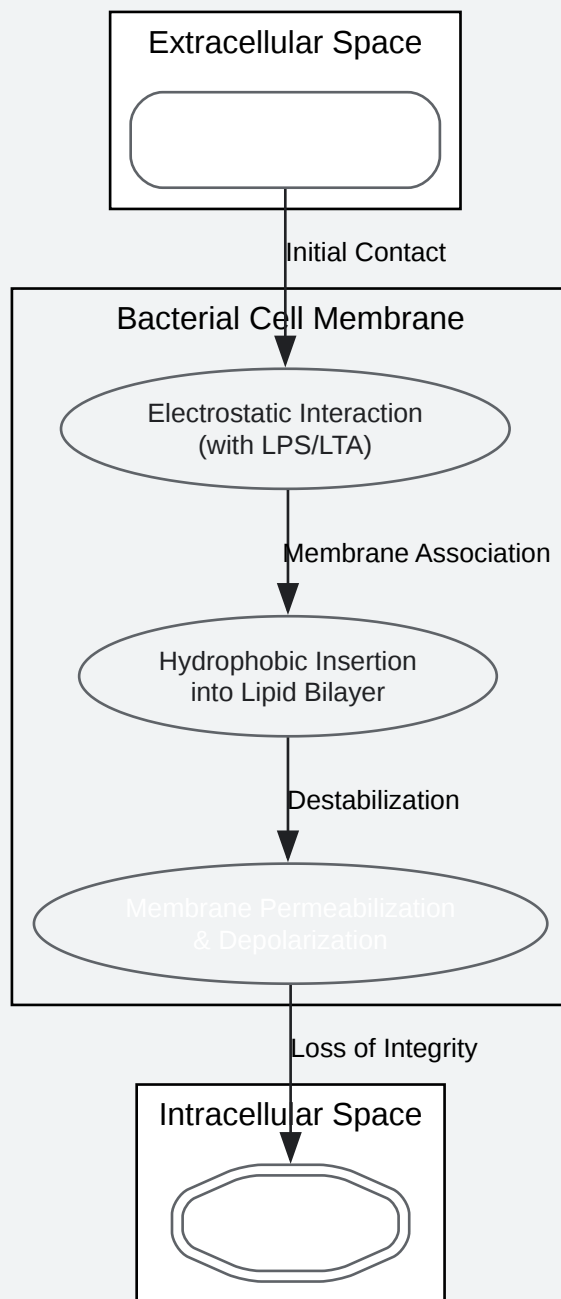 Extracellular Space
Initial Contact
Bacterial Cell Membrane
Electrostatic Interaction
(with LPS/LTA)
Membrane Association
Hydrophobic Insertion
into Lipid Bilayer
Destabilization
Membrane Permeabilization
& Depolarization
Loss of Integrity
Intracellular Space